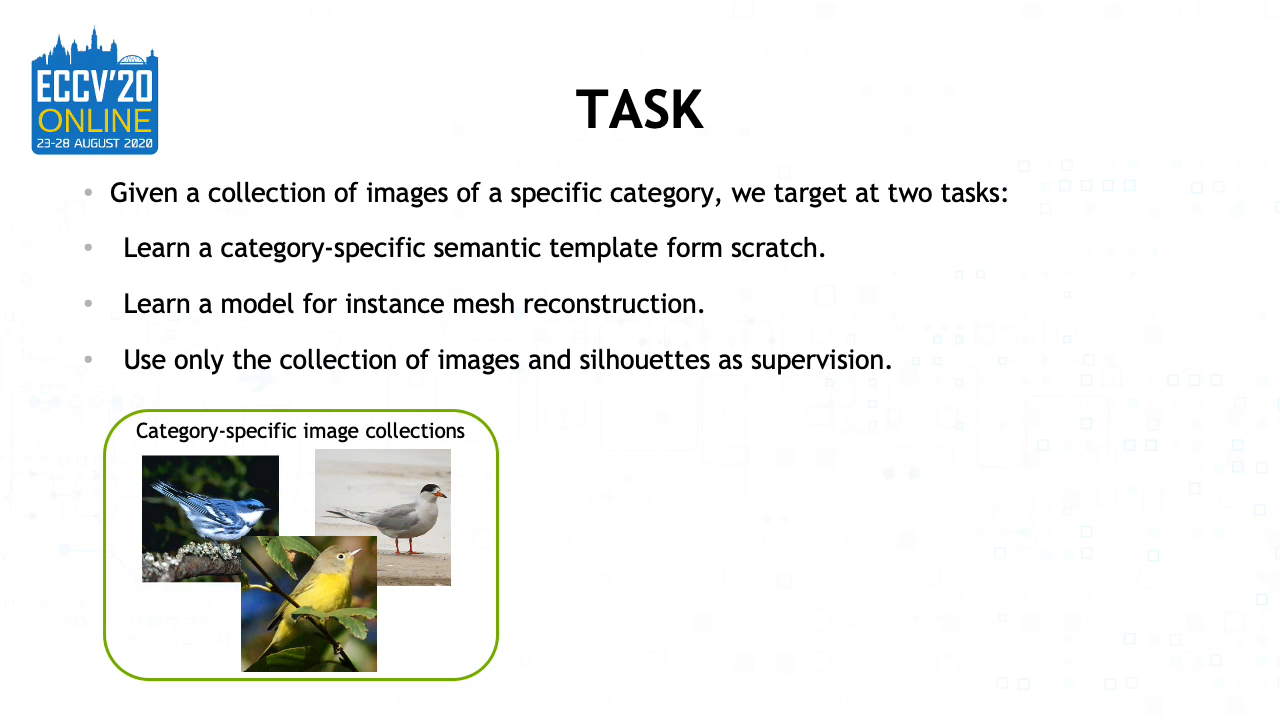 ECCV'20
ONLINE
23-28 AUGUST 2020
TASK
Given a collection of images of a specific category, we target at two tasks:
Learn a category-specific semantic template form scratch.
Learn a model for instance mesh reconstruction.
Use only the collection of images and silhouettes as supervision.
Category-specific image collections